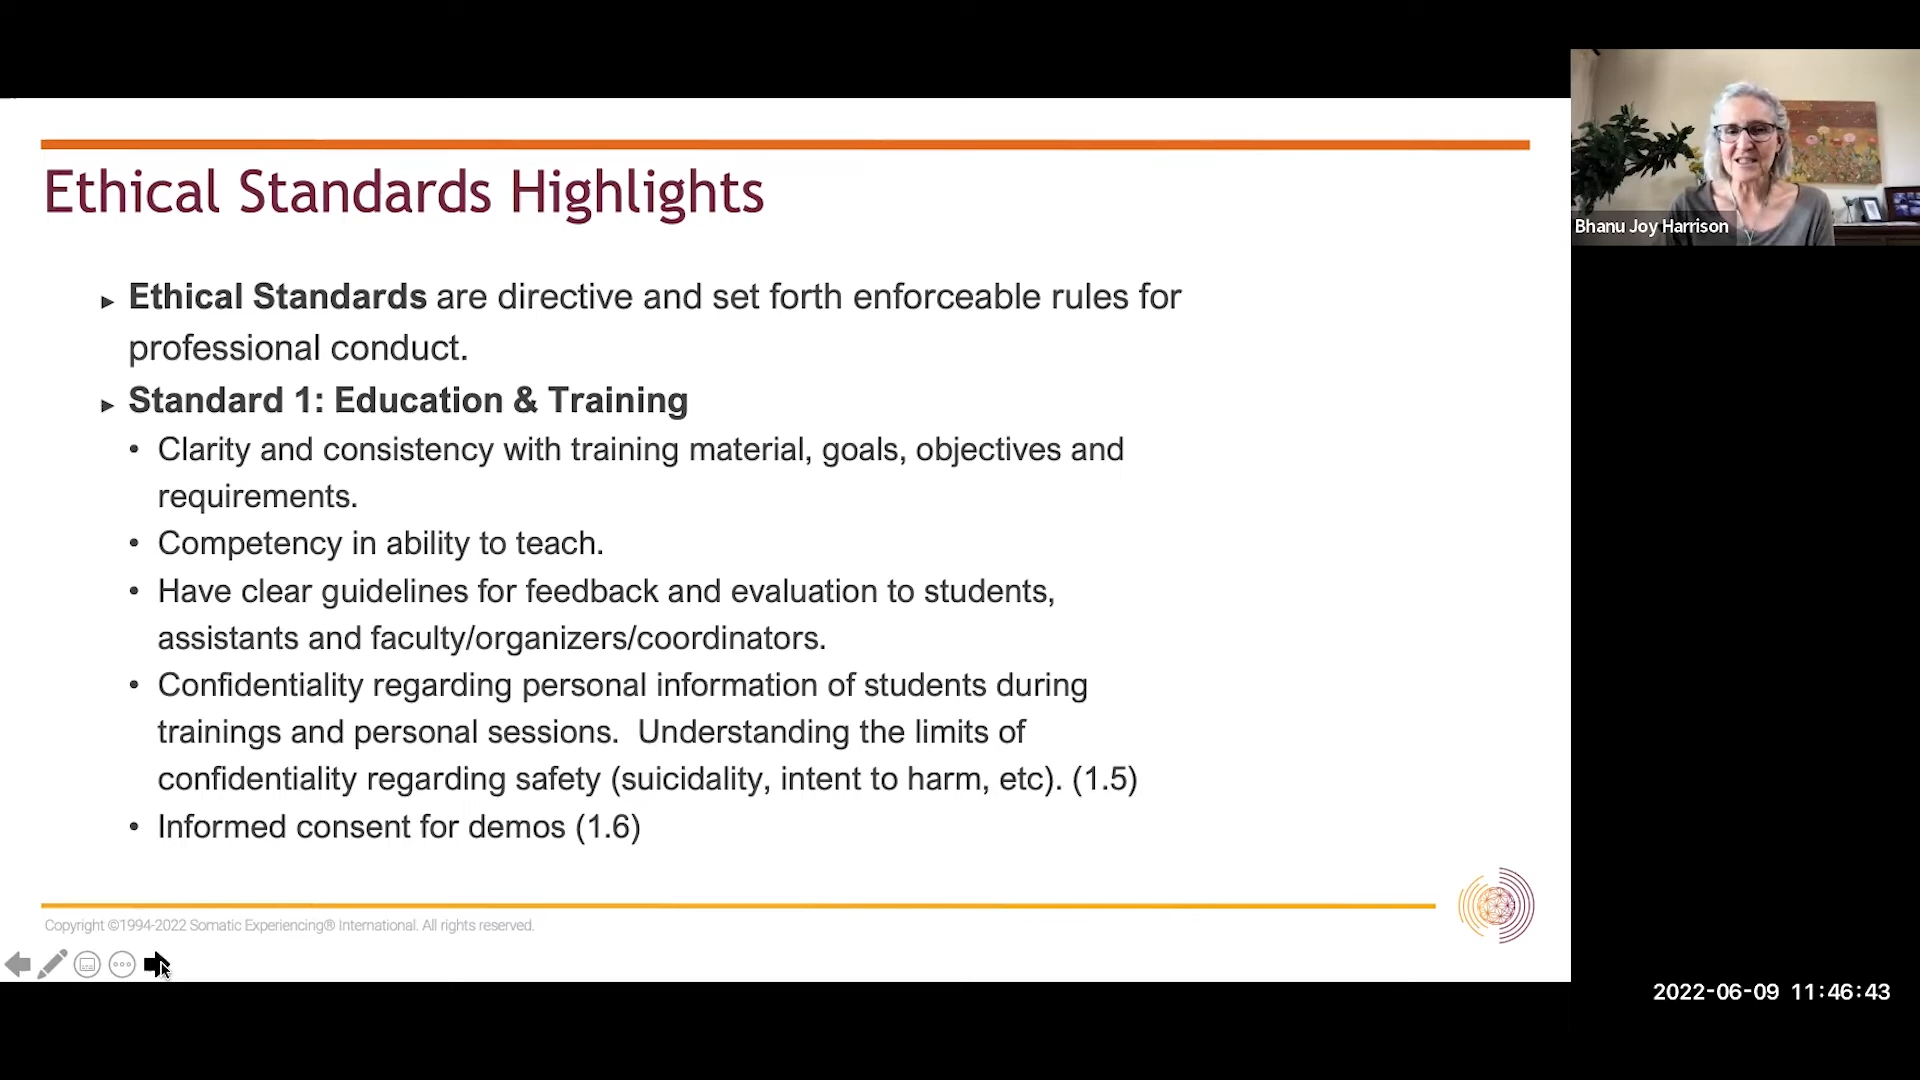 Ethical Standards Highlights
► Ethical Standards are directive and set forth enforceable rules for
professional conduct.
► Standard 1: Education & Training
• Clarity and consistency with training material, goals, objectives and
requirements.
• Competency in ability to teach.
• Have clear guidelines for feedback and evaluation to students,
assistants and faculty/organizers/coordinators.
• Confidentiality regarding personal information of students during
trainings and personal sessions.  Understanding the limits of
confidentiality regarding safety (suicidality, intent to harm, etc). (1.5)
• Informed consent for demos (1.6)
Copyright ©1994-2022 Somatic Experiencing® International. All rights reserved.
Bhanu Joy Harrison
2022-06-09 11:46:43